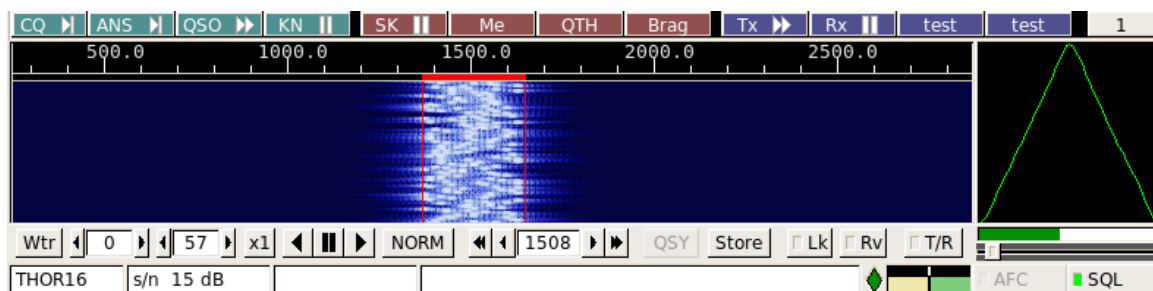 CQ ANS QSO KN SK Me QTH Brag Tx Rx test test 1
500.0 1000.0 1500.0 2000.0 2500.0
Wtr 0 57 x1 NORM 1508 QSY Store Lk Rv T/R
THOR16 s/n 15 dB AFC SQL